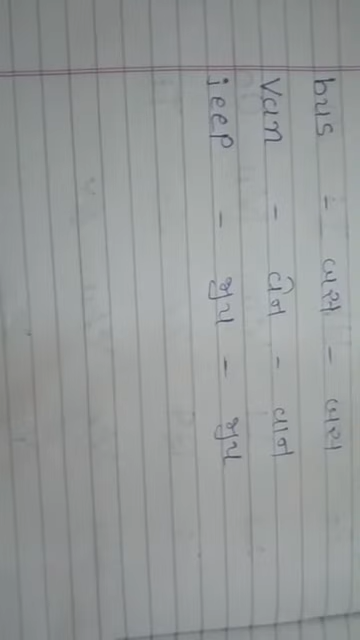 bus - બસ - બસ
van - વેન - વાન
jeep - જીપ - જીપ